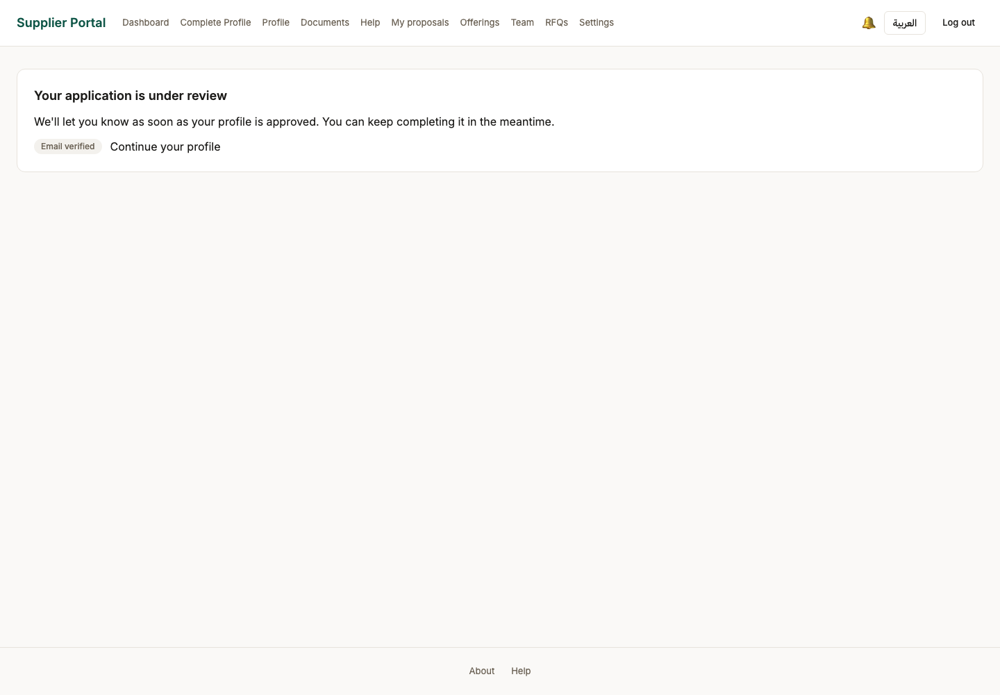 Supplier Portal Dashboard Complete Profile Profile Documents Help My proposals Offerings Team RFQs Settings العربية Log out
Your application is under review
We'll let you know as soon as your profile is approved. You can keep completing it in the meantime.
Email verified Continue your profile
About Help